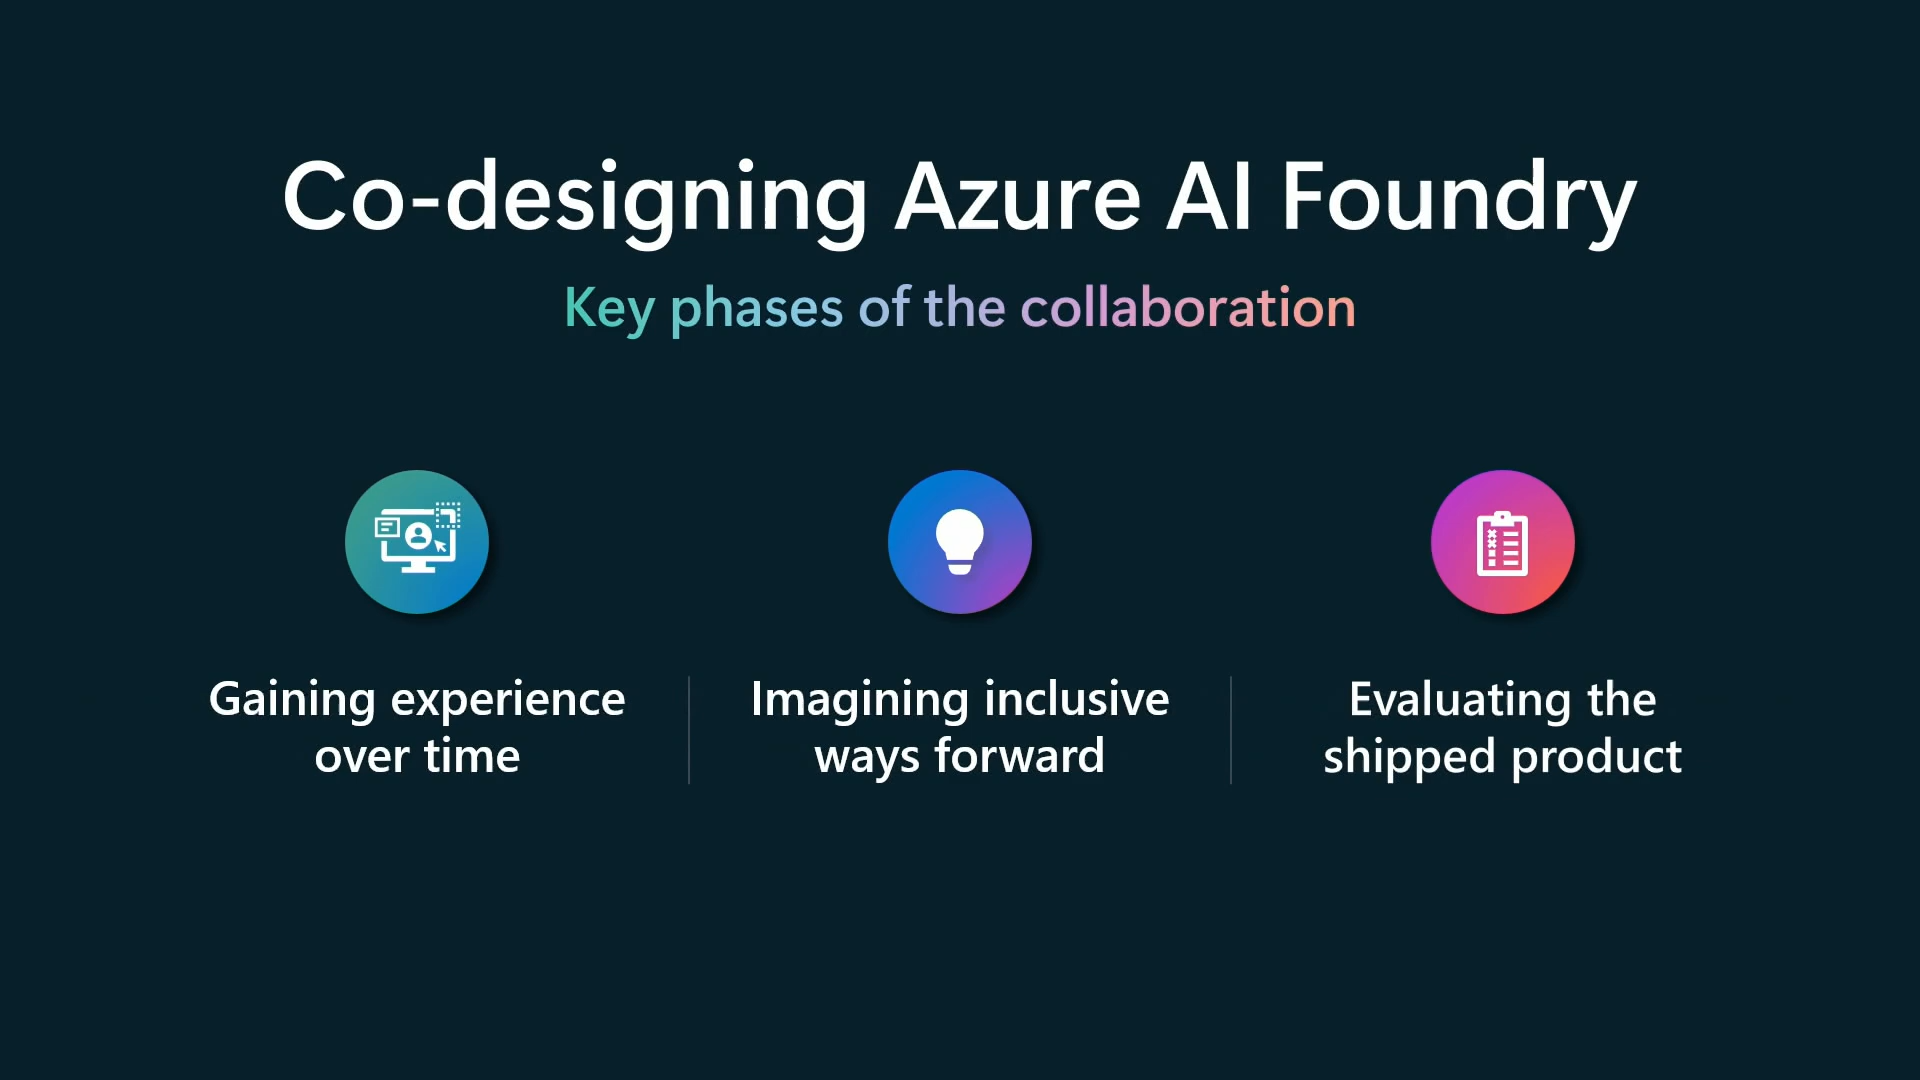 Co-designing Azure AI Foundry
Key phases of the collaboration
Gaining experience
over time
Imagining inclusive
ways forward
Evaluating the
shipped product